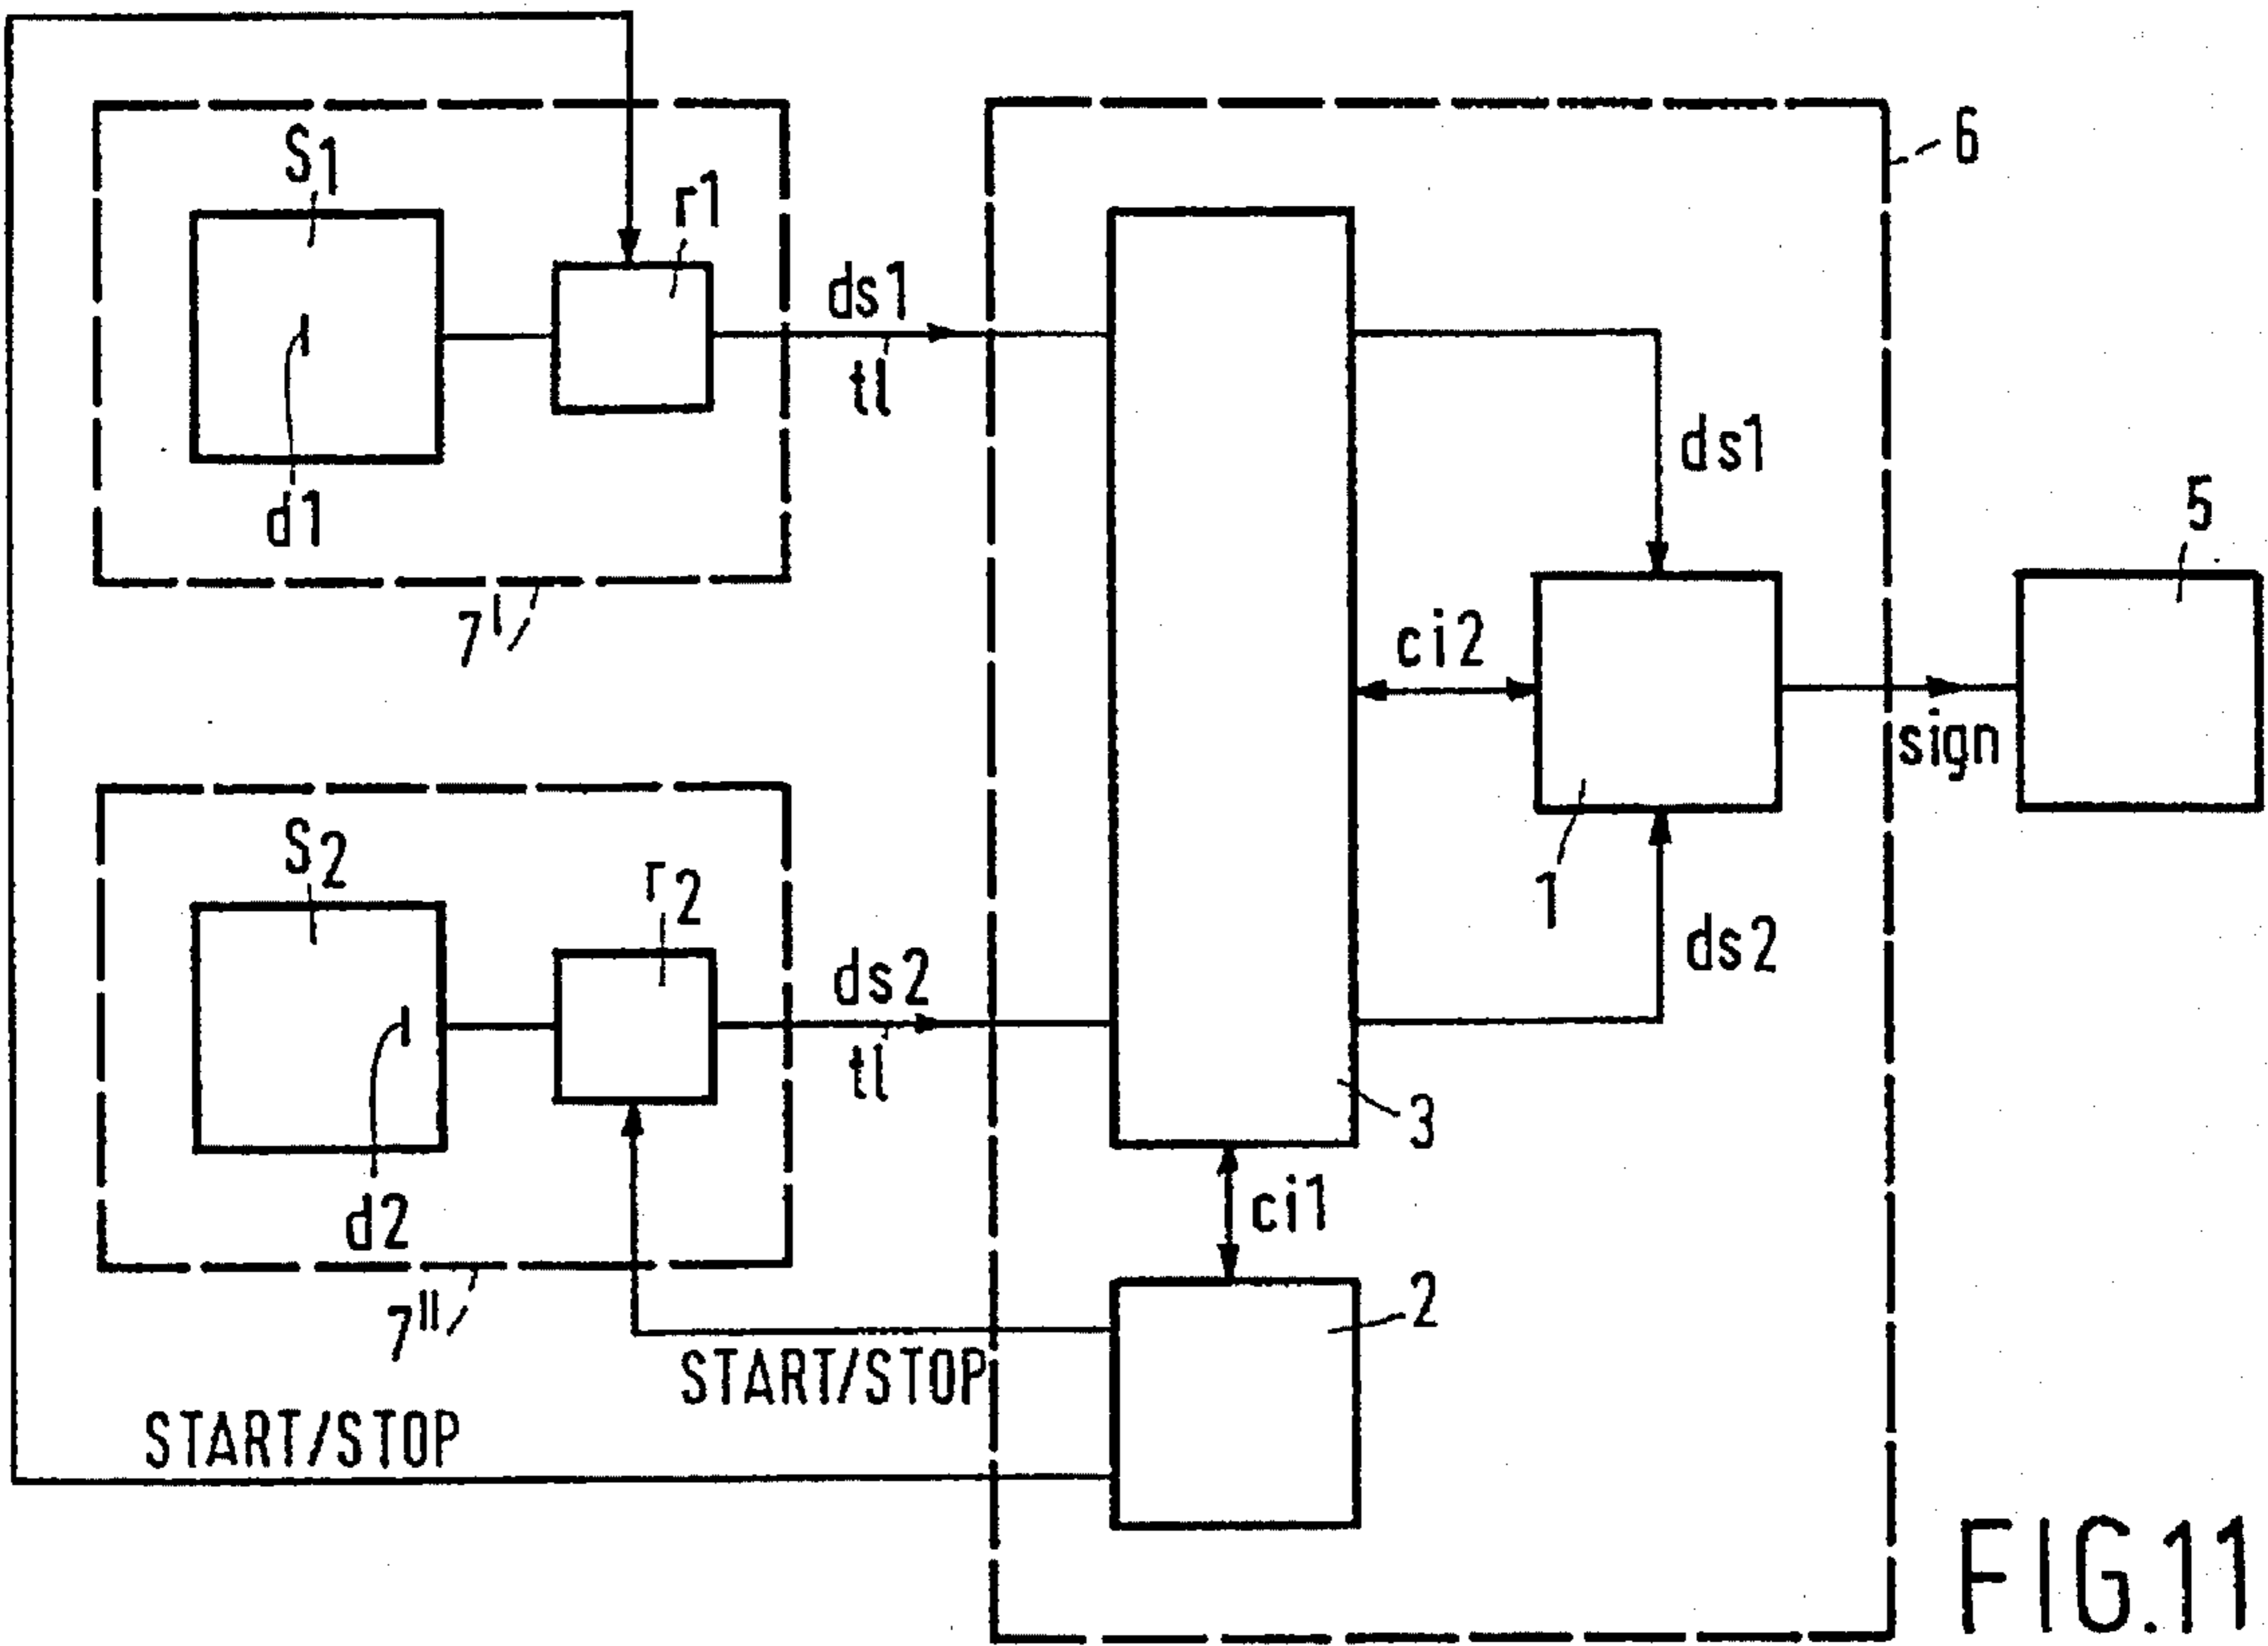 6
S1
r1
ds1
tl
d1
ds1
5
7'
ci2
sign
S2
r2
1
ds2
ds2
tl
3
d2
ci1
7"
2
START/STOP
START/STOP
FIG.11